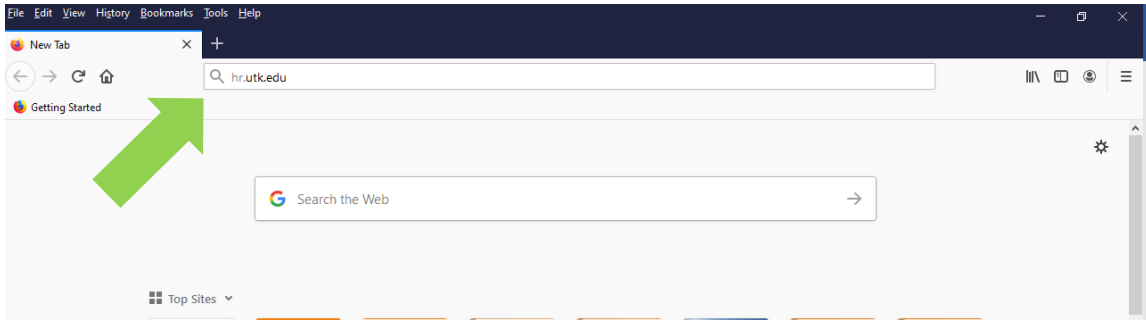 File Edit View History Bookmarks Tools Help
New Tab
hr.utk.edu
Getting Started
Search the Web
Top Sites